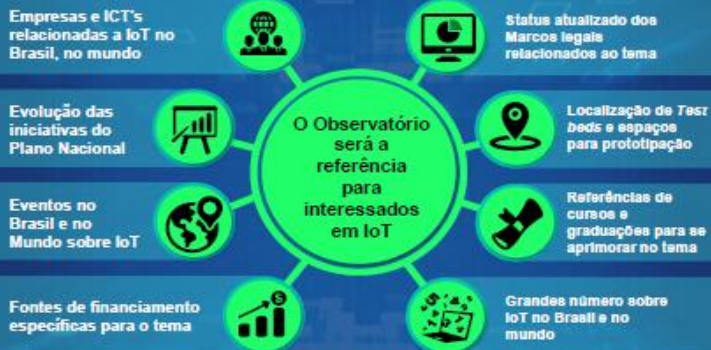 Empresas e ICT's
relacionadas a IoT no
Brasil, no mundo
Evolução das
iniciativas do
Plano Nacional
Eventos no
Brasil e no
Mundo sobre IoT
Fontes de financiamento
específicas para o tema
O Observatório
será a
referência
para
interessados
em IoT
Status atualizado dos
Marcos legais
relacionados ao tema
Localização de Test
beds e espaços
para prototipação
Referências de
cursos e
graduações para se
aprimorar no tema
Grandes número sobre
IoT no Brasil e no
mundo